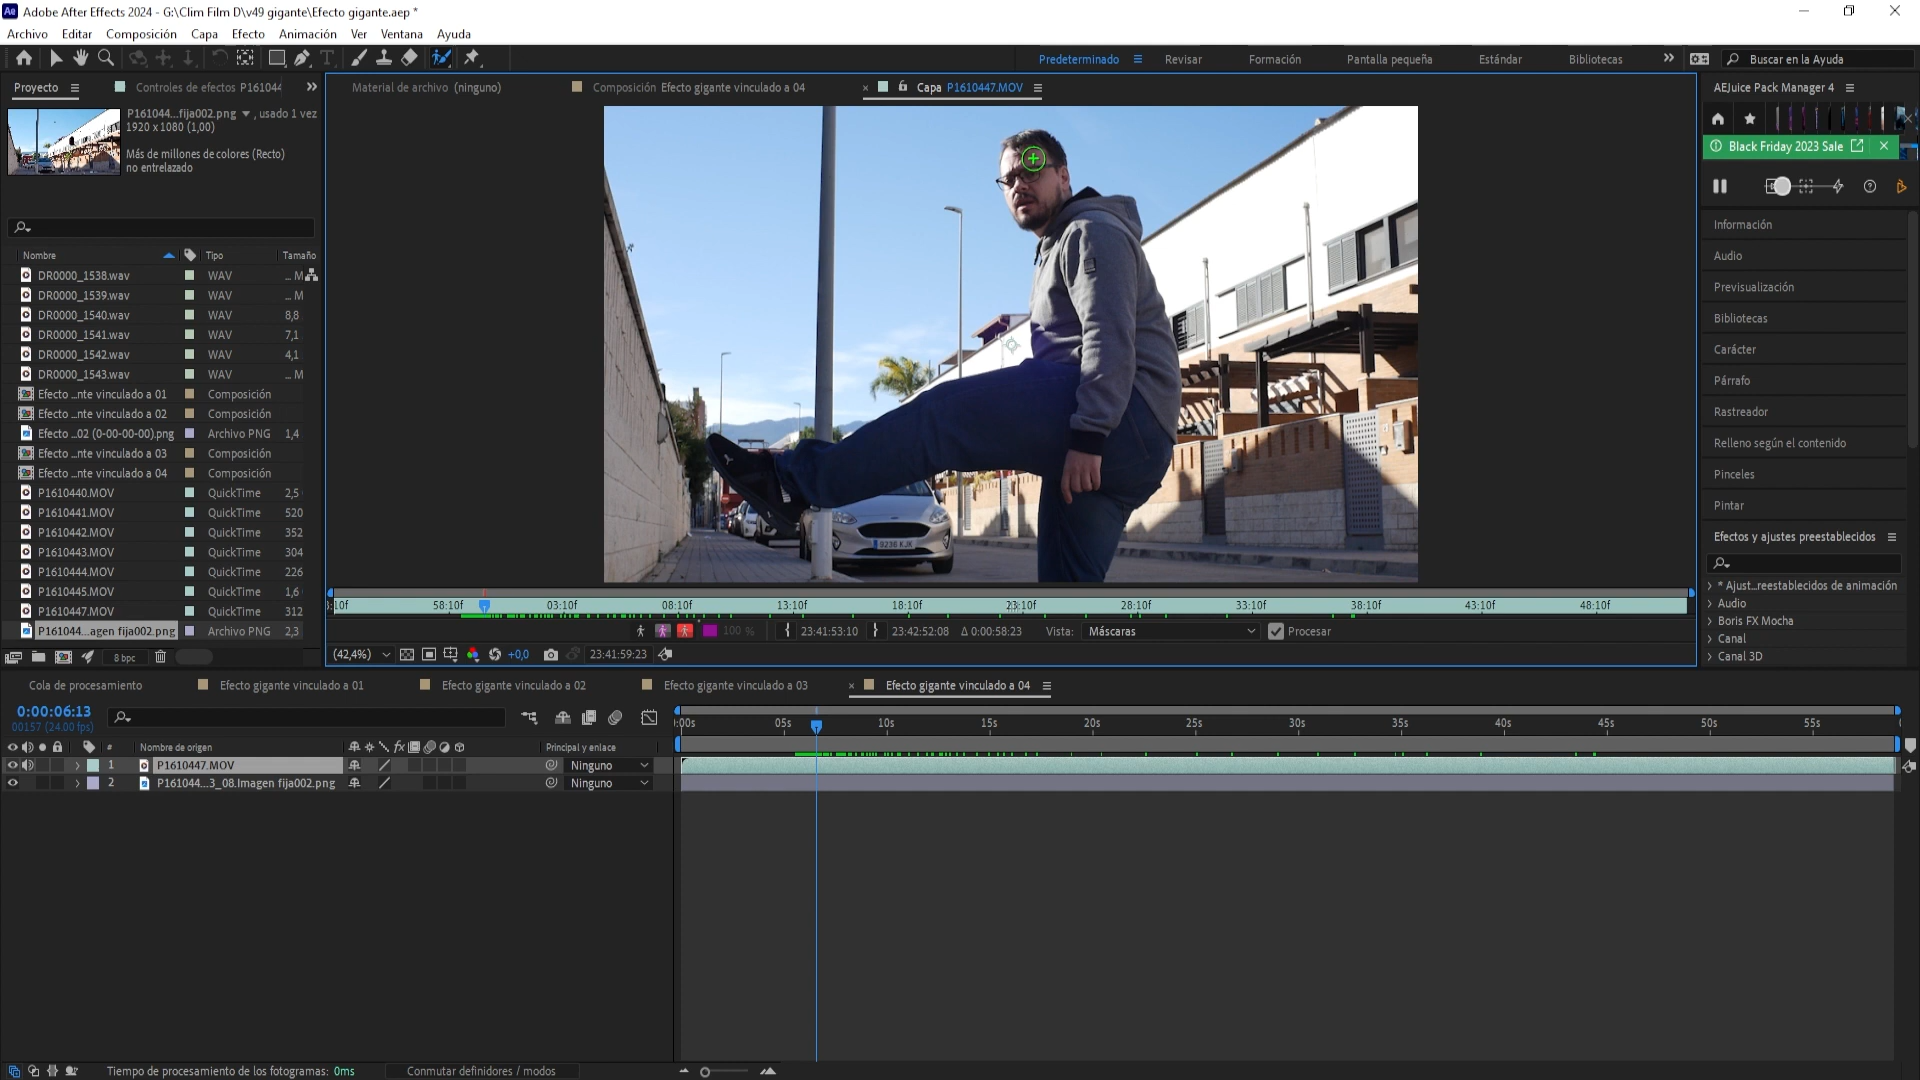 Adobe After Effects 2024 - G:\Clim Film D\v49 gigante\Efecto gigante.aep *
Archivo Editar Composición Capa Efecto Animación Ver Ventana Ayuda
Predeterminado Revisar Formación Pantalla pequeña Estándar Bibliotecas Buscar en la Ayuda
Proyecto Controles de efectos P161044
Material de archivo (ninguno) Composición Efecto gigante vinculado a 04 Capa P1610447.MOV
AEJuice Pack Manager 4
P161044...fija002.png , usado 1 vez
1920 x 1080 (1,00)
Más de millones de colores (Recto)
no entrelazado
Black Friday 2023 Sale
Información
Audio
Previsualización
Bibliotecas
Carácter
Párrafo
Rastreador
Relleno según el contenido
Pinceles
Pintar
Efectos y ajustes preestablecidos
* Ajust...reestablecidos de animación
Audio
Boris FX Mocha
Canal
Canal 3D
Nombre Tipo Tamaño
DR0000_1538.wav WAV ... M
DR0000_1539.wav WAV ... M
DR0000_1540.wav WAV 8,8
DR0000_1541.wav WAV 7,1
DR0000_1542.wav WAV 4,1
DR0000_1543.wav WAV ... M
Efecto ...nte vinculado a 01 Composición
Efecto ...nte vinculado a 02 Composición
Efecto ...02 (0-00-00-00).png Archivo PNG 1,4
Efecto ...nte vinculado a 03 Composición
Efecto ...nte vinculado a 04 Composición
P1610440.MOV QuickTime 2,5
P1610441.MOV QuickTime 520
P1610442.MOV QuickTime 352
P1610443.MOV QuickTime 304
P1610444.MOV QuickTime 226
P1610445.MOV QuickTime 1,6
P1610447.MOV QuickTime 312
P161044...agen fija002.png Archivo PNG 2,3
8 bpc
9236 KJK
:10f 58:10f 03:10f 08:10f 13:10f 18:10f 23:10f 28:10f 33:10f 38:10f 43:10f 48:10f
100 % 23:41:53:10 23:42:52:08 Δ 0:00:58:23 Vista: Máscaras Procesar
(42,4%) +0,0 23:41:59:23
Cola de procesamiento Efecto gigante vinculado a 01 Efecto gigante vinculado a 02 Efecto gigante vinculado a 03 Efecto gigante vinculado a 04
0:00:06:13
00157 (24.00 fps)
:00s 05s 10s 15s 20s 25s 30s 35s 40s 45s 50s 55s
# Nombre de origen fx Principal y enlace
1 P1610447.MOV Ninguno
2 P161044...3_08.Imagen fija002.png Ninguno
Tiempo de procesamiento de los fotogramas: 0ms Conmutar definidores / modos